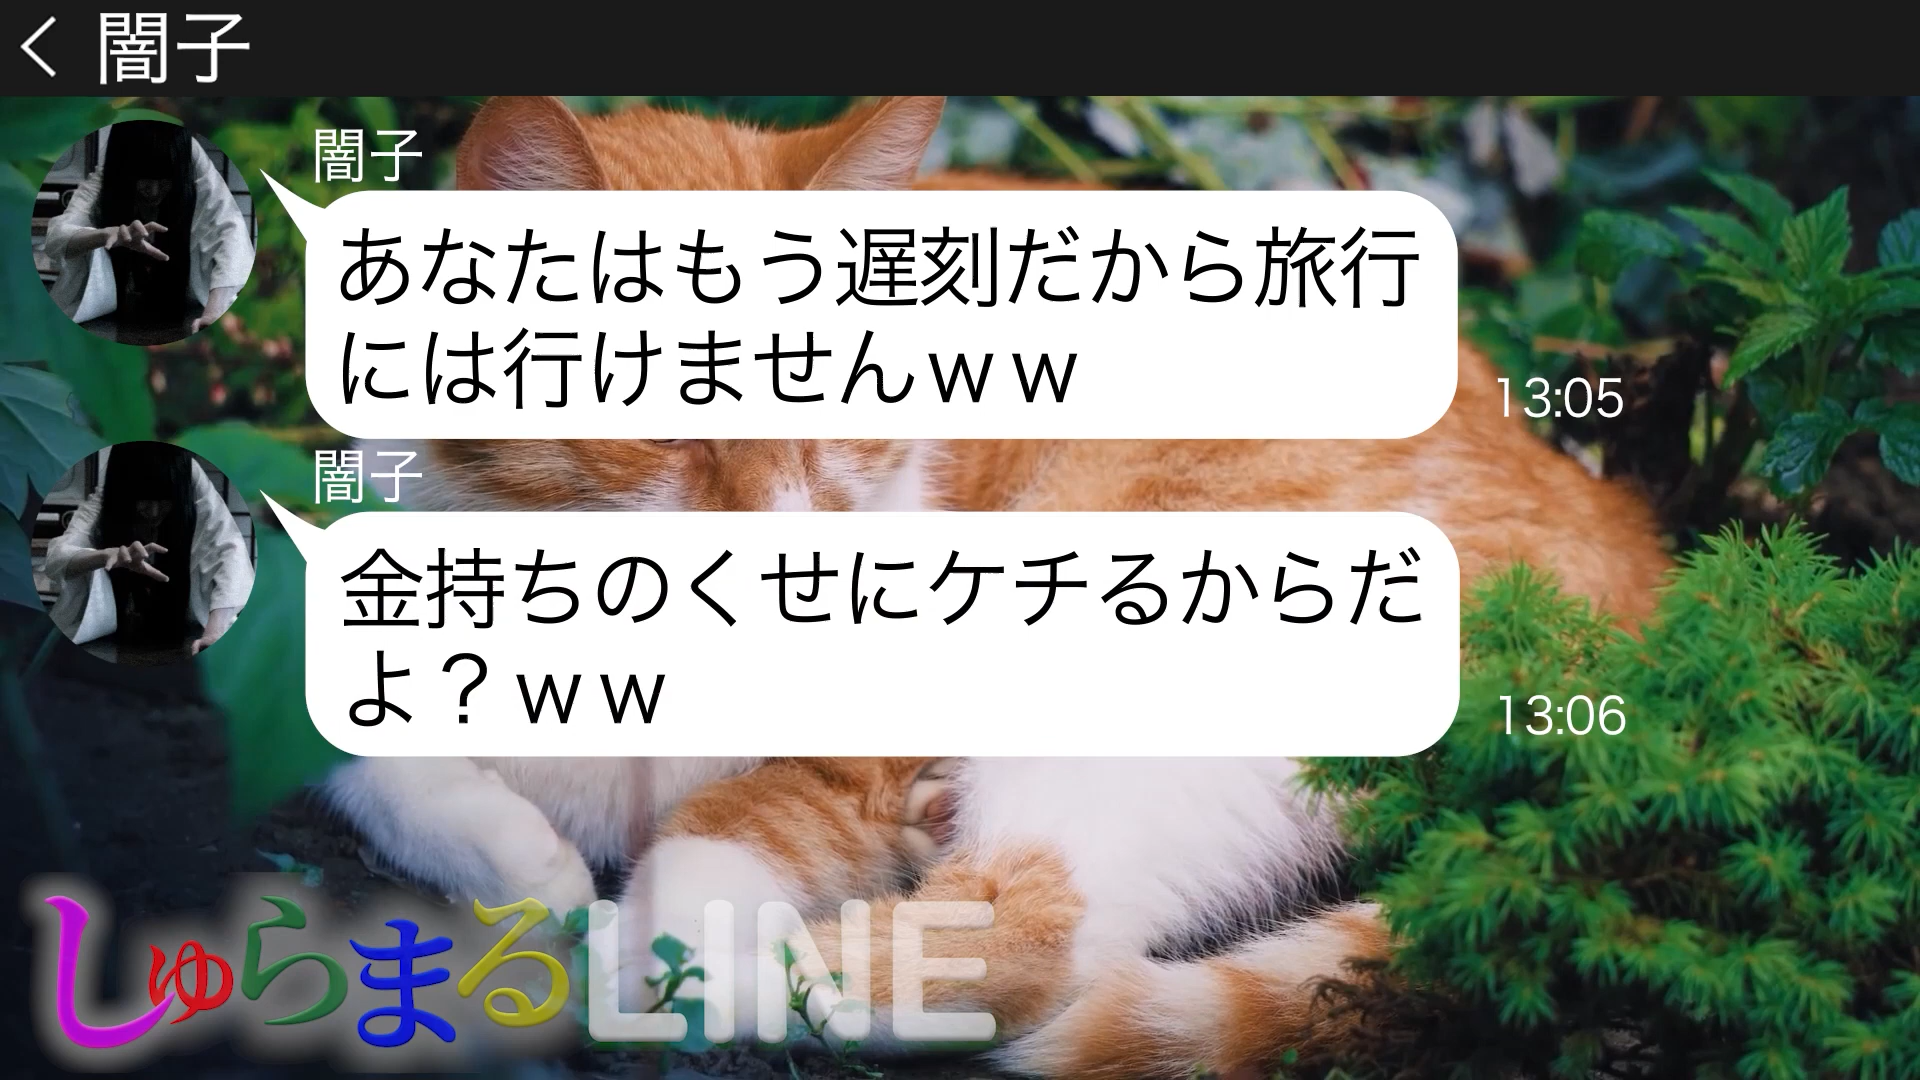 闇子
闇子
あなたはもう遅刻だから旅行
には行けませんｗｗ
13:05
闇子
金持ちのくせにケチるからだ
よ？ｗｗ
13:06
しゅらまるLINE